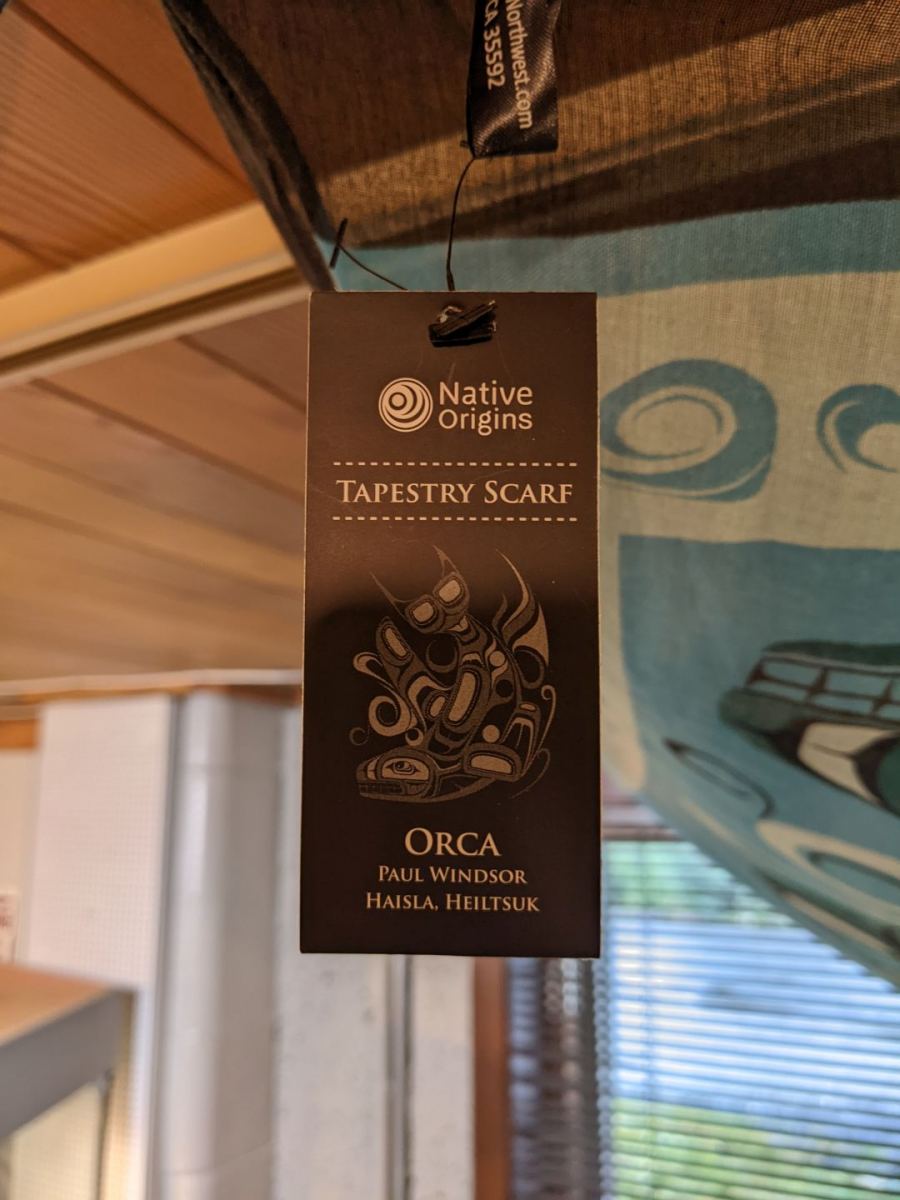 Northwest.com
CA 35592
Native
Origins
TAPESTRY SCARF
ORCA
PAUL WINDSOR
HAISLA, HEILTSUK